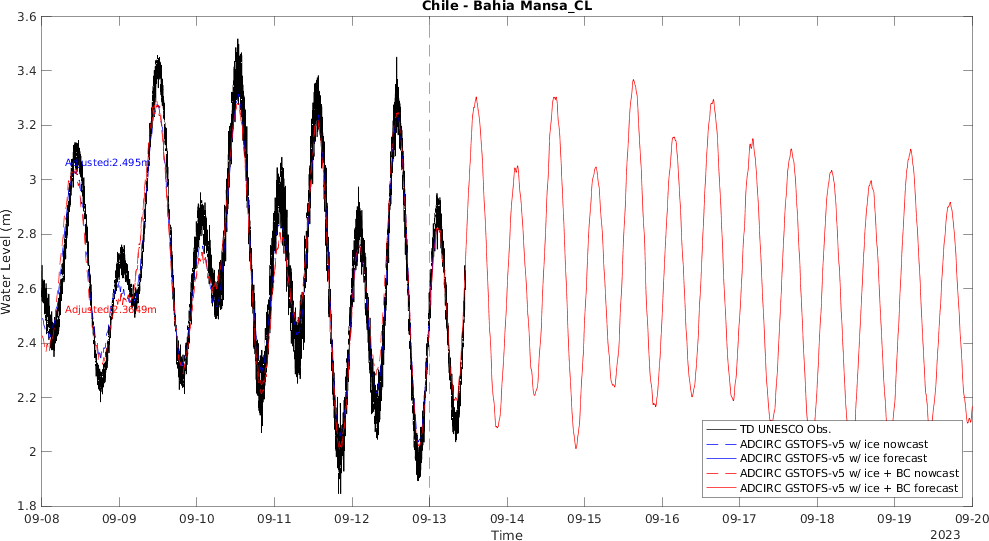 Chile - Bahia Mansa_CL
3.6
3.4
3.2
3
2.8
2.6
2.4
2.2
2
1.8
Water Level (m)
Adjusted:2.495m
Adjusted:2.3649m
TD UNESCO Obs.
ADCIRC GSTOFS-v5 w/ ice nowcast
ADCIRC GSTOFS-v5 w/ ice forecast
ADCIRC GSTOFS-v5 w/ ice + BC nowcast
ADCIRC GSTOFS-v5 w/ ice + BC forecast
09-08 09-09 09-10 09-11 09-12 09-13 09-14 09-15 09-16 09-17 09-18 09-19 09-20
Time
2023